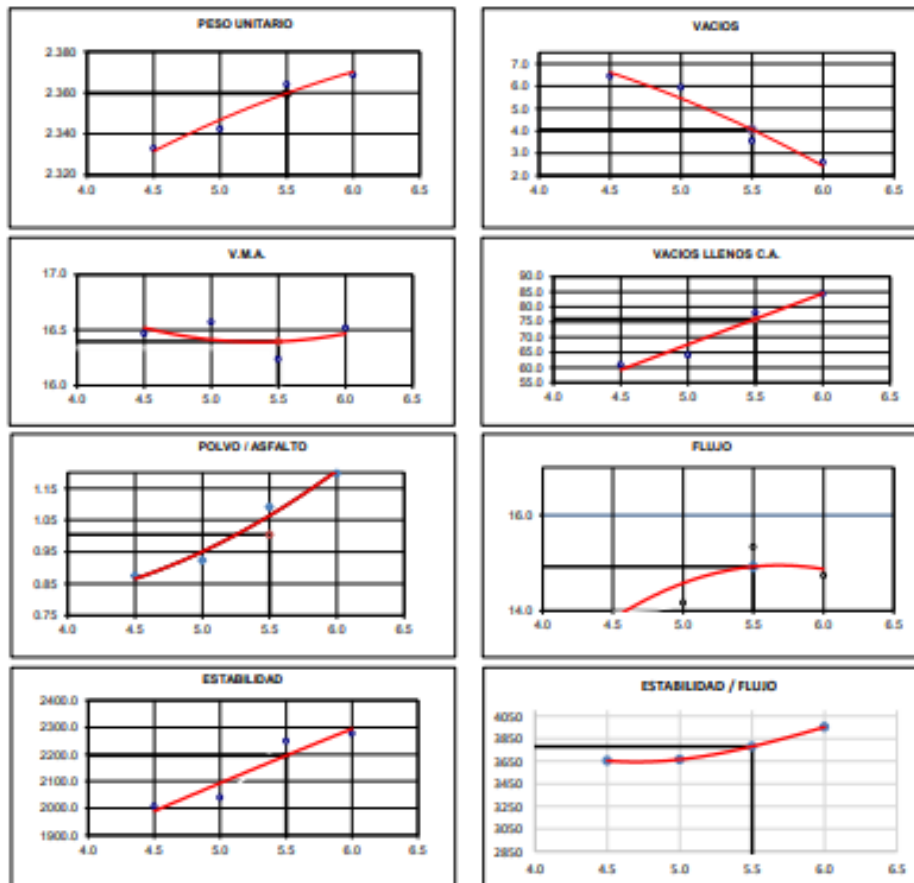 PESO UNITARIO
2.380
2.360
2.340
2.320
4.0 4.5 5.0 5.5 6.0 6.5
VACIOS
7.0
6.0
5.0
4.0
3.0
2.0
4.0 4.5 5.0 5.5 6.0 6.5
V.M.A.
17.0
16.5
16.0
4.0 4.5 5.0 5.5 6.0 6.5
VACIOS LLENOS C.A.
90.0
85.0
80.0
75.0
70.0
65.0
60.0
55.0
4.0 4.5 5.0 5.5 6.0 6.5
POLVO / ASFALTO
1.15
1.05
0.95
0.85
0.75
4.0 4.5 5.0 5.5 6.0 6.5
FLUJO
16.0
14.0
4.0 4.5 5.0 5.5 6.0 6.5
ESTABILIDAD
2400.0
2300.0
2200.0
2100.0
2000.0
1900.0
4.0 4.5 5.0 5.5 6.0 6.5
ESTABILIDAD / FLUJO
4050
3850
3650
3450
3250
3050
2850
4.0 4.5 5.0 5.5 6.0 6.5